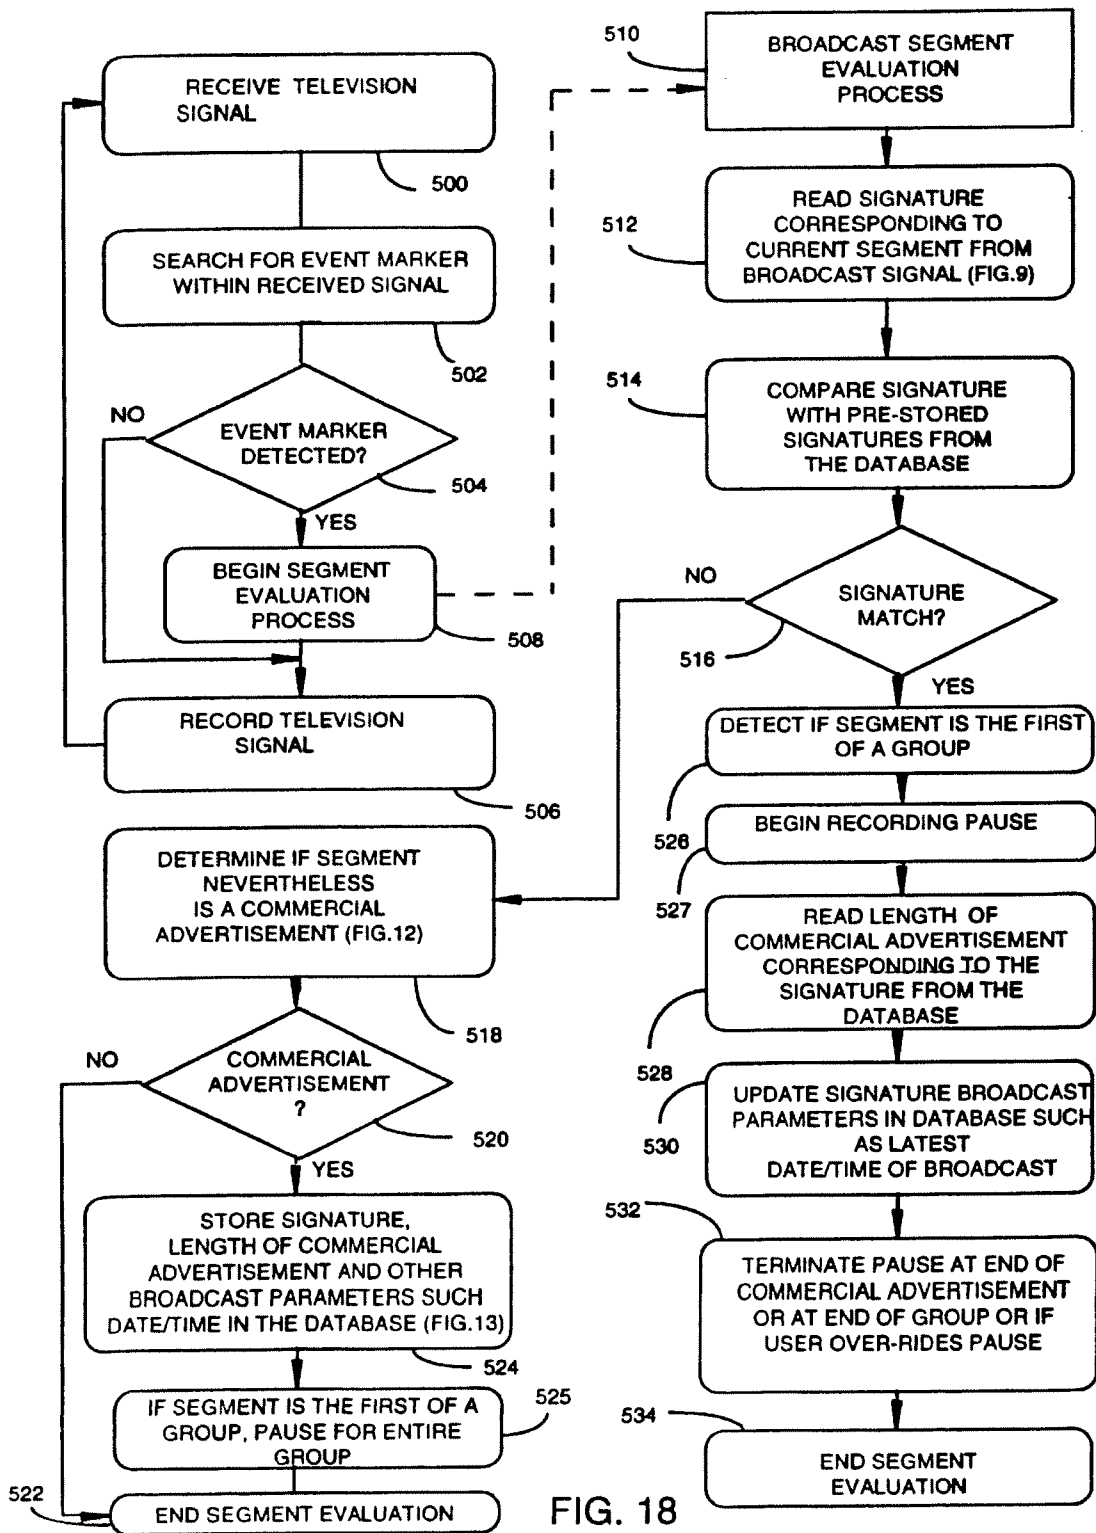 RECEIVE TELEVISION
SIGNAL
500
SEARCH FOR EVENT MARKER
WITHIN RECEIVED SIGNAL
502
NO
EVENT MARKER
DETECTED?
504
YES
BEGIN SEGMENT
EVALUATION
PROCESS
508
RECORD TELEVISION
SIGNAL
506
510
BROADCAST SEGMENT
EVALUATION
PROCESS
512
READ SIGNATURE
CORRESPONDING TO
CURRENT SEGMENT FROM
BROADCAST SIGNAL (FIG.9)
514
COMPARE SIGNATURE
WITH PRE-STORED
SIGNATURES FROM
THE DATABASE
NO
SIGNATURE
MATCH?
516
YES
DETERMINE IF SEGMENT
NEVERTHELESS
IS A COMMERCIAL
ADVERTISEMENT (FIG.12)
518
NO
COMMERCIAL
ADVERTISEMENT
?
520
YES
STORE SIGNATURE,
LENGTH OF COMMERCIAL
ADVERTISEMENT AND OTHER
BROADCAST PARAMETERS SUCH
DATE/TIME IN THE DATABASE (FIG.13)
524
IF SEGMENT IS THE FIRST OF A
GROUP, PAUSE FOR ENTIRE
GROUP
525
522
END SEGMENT EVALUATION
DETECT IF SEGMENT IS THE FIRST
OF A GROUP
526
BEGIN RECORDING PAUSE
527
READ LENGTH OF
COMMERCIAL ADVERTISEMENT
CORRESPONDING TO THE
SIGNATURE FROM THE
DATABASE
528
UPDATE SIGNATURE BROADCAST
PARAMETERS IN DATABASE SUCH
AS LATEST
DATE/TIME OF BROADCAST
530
532
TERMINATE PAUSE AT END OF
COMMERCIAL ADVERTISEMENT
OR AT END OF GROUP OR IF
USER OVER-RIDES PAUSE
534
END SEGMENT
EVALUATION
FIG. 18